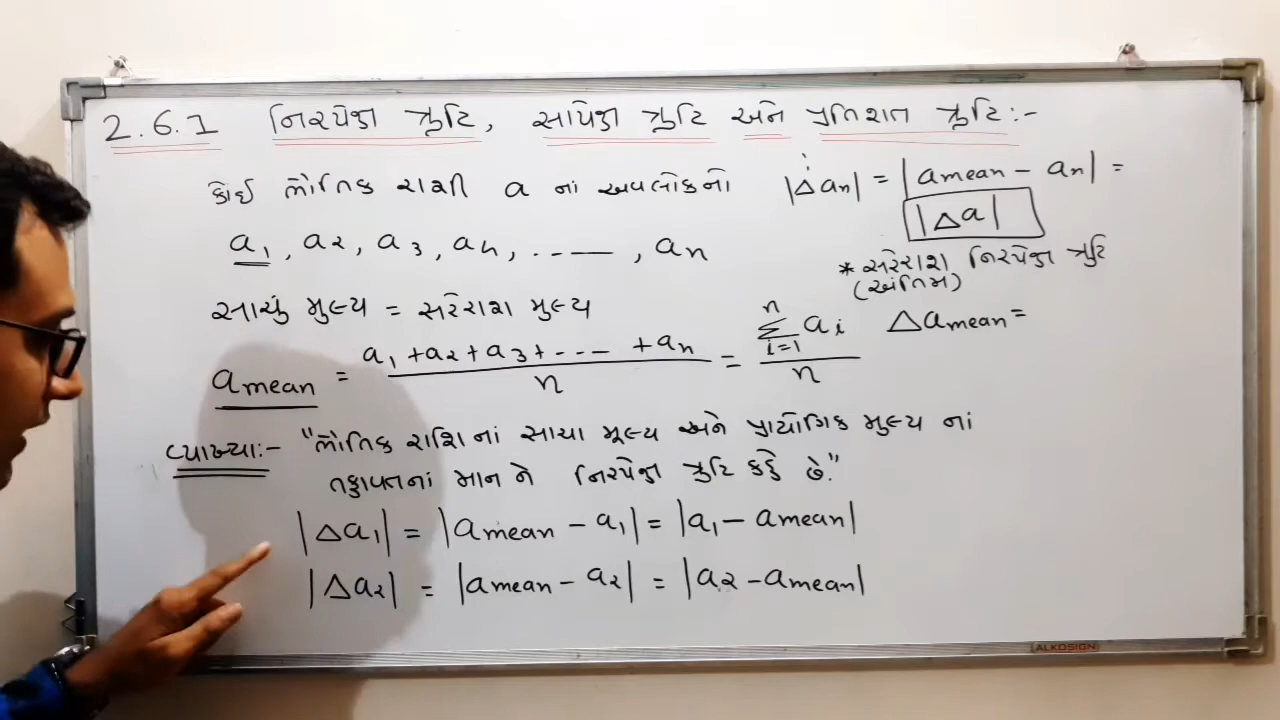 2.6.1 નિરપેક્ષ ત્રુટિ, સાપેક્ષ ત્રુટિ અને પ્રતિશત ત્રુટિ:-
કોઈ ભૌતિક રાશી a નાં અવલોકનો
a₁, a₂, a₃, a₄, ...., aₙ
સાચું મુલ્ય = સરેરાશ મુલ્ય
amean = (a₁ + a₂ + a₃ + ---- + aₙ) / n = (Σ i=1 n aᵢ) / n
વ્યાખ્યા:- "ભૌતિક રાશિનાં સાચા મૂલ્ય અને પ્રાયોગિક મુલ્ય નાં
તફાવતનાં માન ને નિરપેક્ષ ત્રુટિ કહે છે."
|Δa₁| = |amean - a₁| = |a₁ - amean|
|Δa₂| = |amean - a₂| = |a₂ - amean|
|Δaₙ| = |amean - aₙ| =
|Δa|
* સરેરાશ નિરપેક્ષ ત્રુટિ
(અંતિમ)
Δamean =
ALKOSIGN